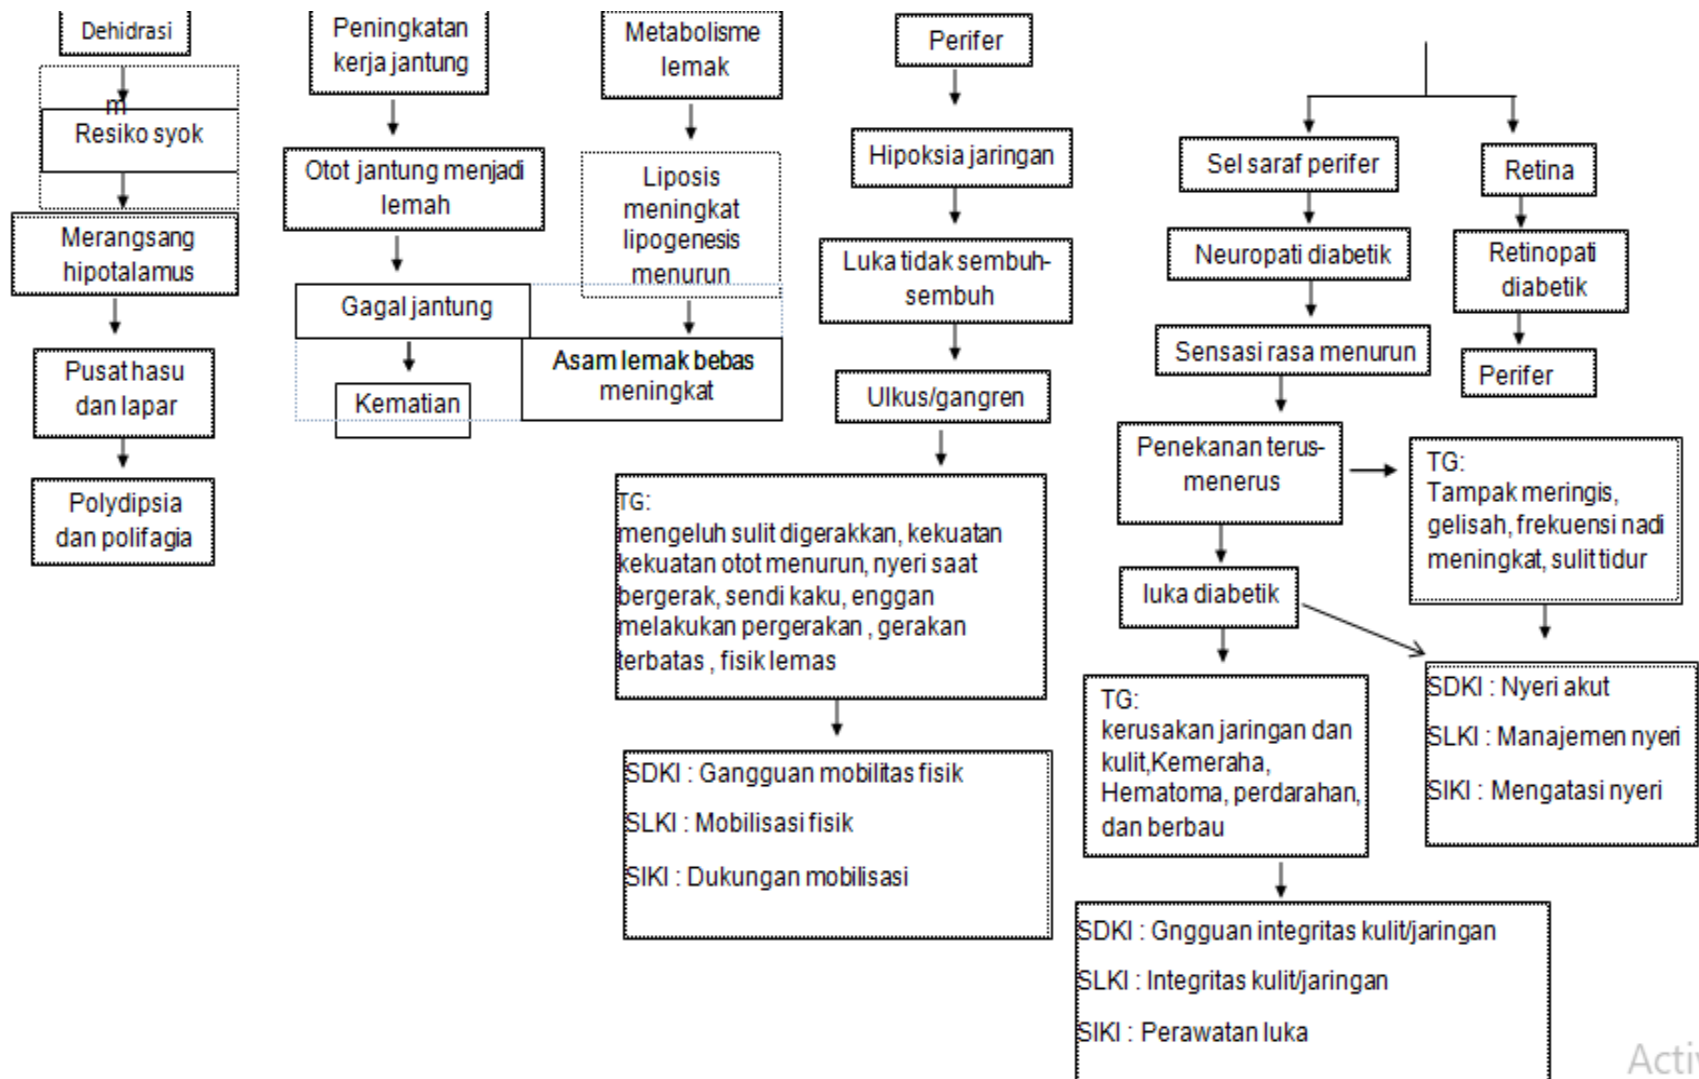 Dehidrasi
m
Resiko syok
Merangsang
hipotalamus
Pusat hasu
dan lapar
Polydipsia
dan polifagia
Peningkatan
kerja jantung
Otot jantung menjadi
lemah
Gagal jantung
Kematian
Metabolisme
lemak
Liposis
meningkat
lipogenesis
menurun
Asam lemak bebas
meningkat
Perifer
Hipoksia jaringan
Luka tidak sembuh-
sembuh
Ulkus/gangren
TG:
mengeluh sulit digerakkan, kekuatan
kekuatan otot menurun, nyeri saat
bergerak, sendi kaku, enggan
melakukan pergerakan , gerakan
terbatas , fisik lemas
SDKI : Gangguan mobilitas fisik
SLKI : Mobilisasi fisik
SIKI : Dukungan mobilisasi
Sel saraf perifer
Neuropati diabetik
Sensasi rasa menurun
Penekanan terus-
menerus
luka diabetik
TG:
kerusakan jaringan dan
kulit,Kemeraha,
Hematoma, perdarahan,
dan berbau
SDKI : Gngguan integritas kulit/jaringan
SLKI : Integritas kulit/jaringan
SIKI : Perawatan luka
Retina
Retinopati
diabetik
Perifer
TG:
Tampak meringis,
gelisah, frekuensi nadi
meningkat, sulit tidur
SDKI : Nyeri akut
SLKI : Manajemen nyeri
SIKI : Mengatasi nyeri